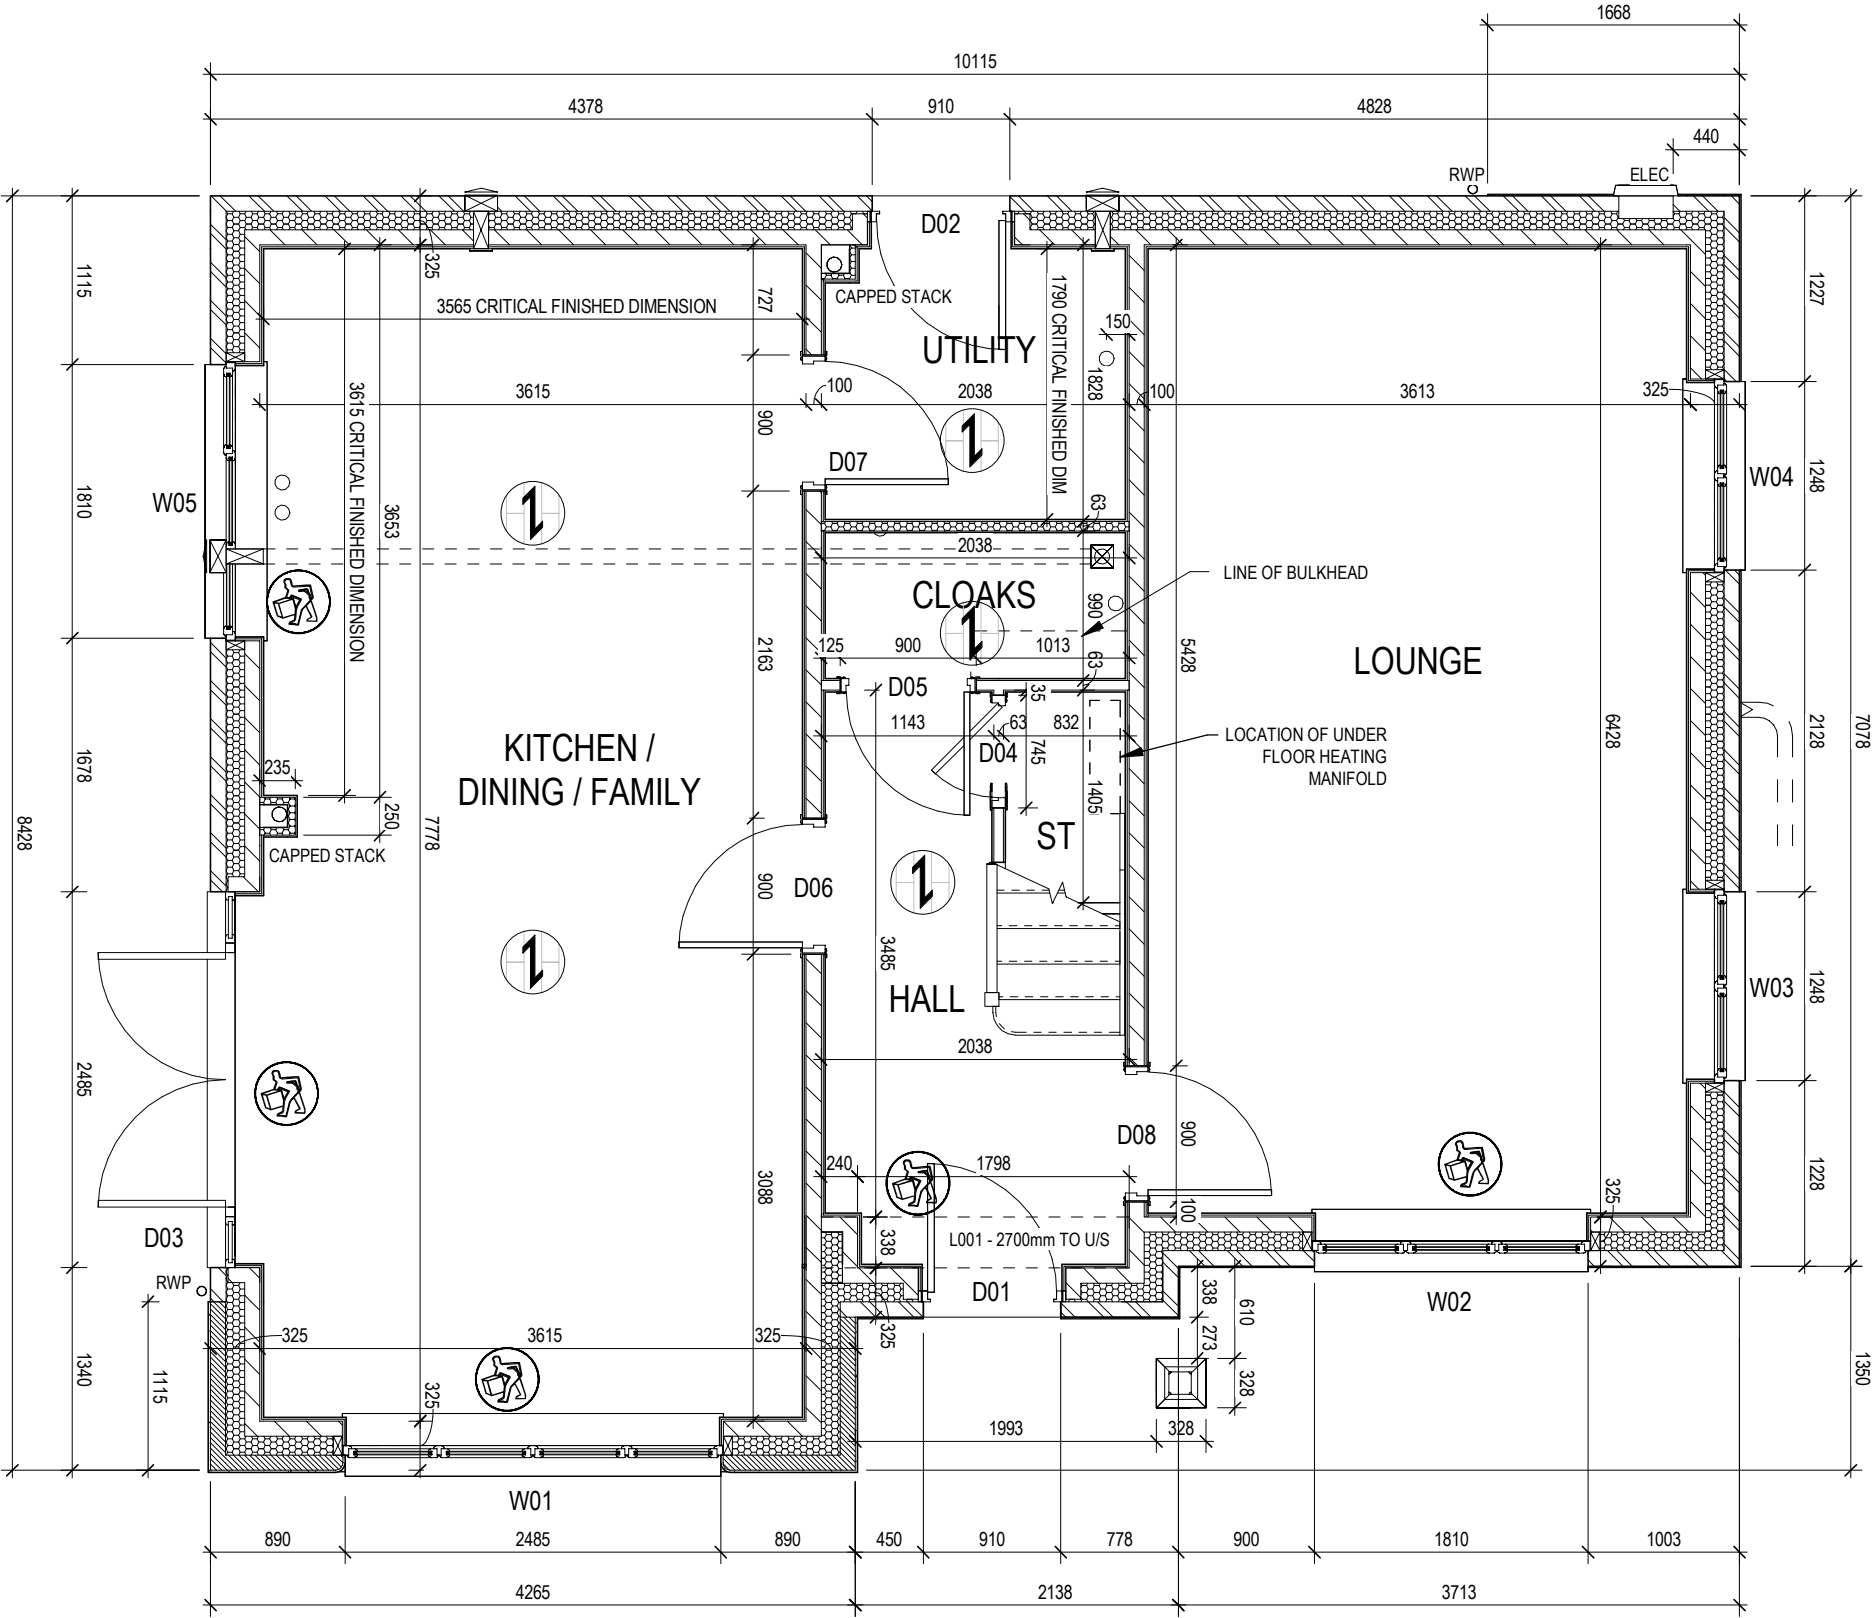 1668
10115
4378
910
4828
440
RWP
ELEC
D02
1115
325
727
3565 CRITICAL FINISHED DIMENSION
CAPPED STACK
1790 CRITICAL FINISHED DIM
150
1227
UTILITY
3615
100
2038
1828
100
3613
325
3615 CRITICAL FINISHED DIMENSION
900
D07
W05
1810
3653
63
W04
1248
2038
CLOAKS
990
LINE OF BULKHEAD
125
900
1013
2163
63
5428
LOUNGE
D05
35
1143
63
832
D04
745
1405
LOCATION OF UNDER
FLOOR HEATING
MANIFOLD
6428
2128
7078
KITCHEN /
DINING / FAMILY
1678
235
250
CAPPED STACK
7778
8428
ST
D06
900
3485
HALL
W03
1248
2038
2485
D08
900
240
1798
3088
100
325
1228
D03
338
L001 - 2700mm TO U/S
RWP
D01
W02
338
610
273
325
3615
325
325
328
1340
1115
325
1350
1993
328
W01
890
2485
890
450
910
778
900
1810
1003
4265
2138
3713